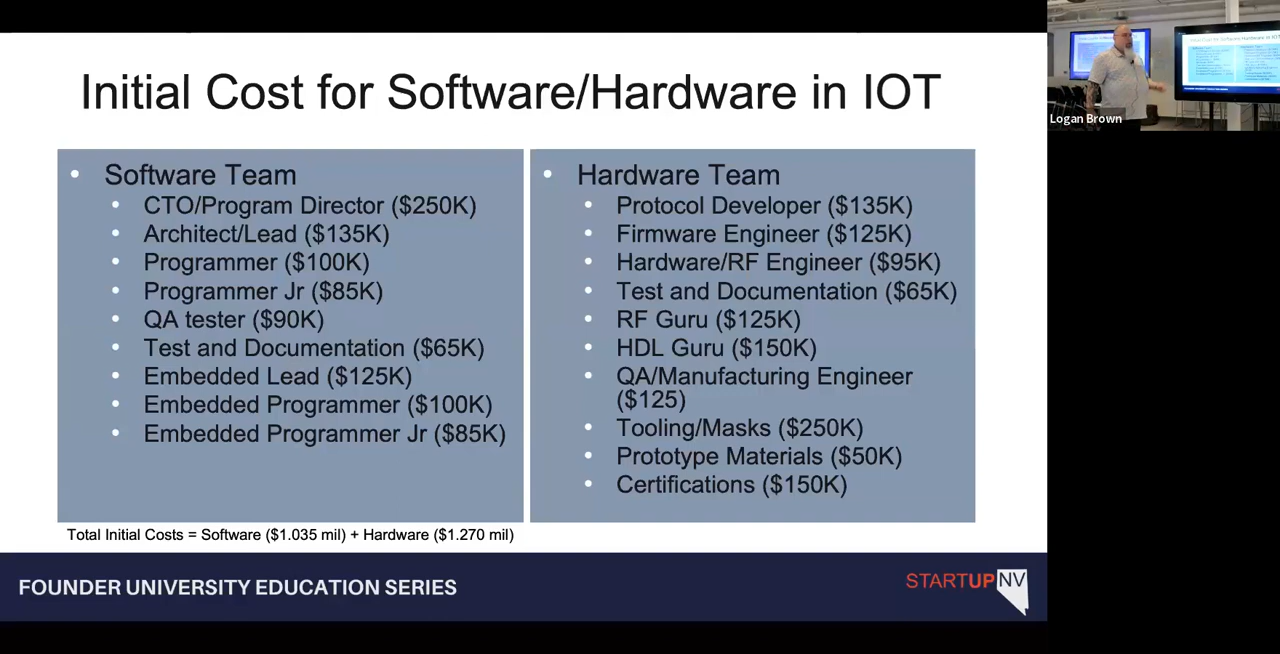 Initial Cost for Software/Hardware in IOT
Software Team
CTO/Program Director ($250K)
Architect/Lead ($135K)
Programmer ($100K)
Programmer Jr ($85K)
QA tester ($90K)
Test and Documentation ($65K)
Embedded Lead ($125K)
Embedded Programmer ($100K)
Embedded Programmer Jr ($85K)
Hardware Team
Protocol Developer ($135K)
Firmware Engineer ($125K)
Hardware/RF Engineer ($95K)
Test and Documentation ($65K)
RF Guru ($125K)
HDL Guru ($150K)
QA/Manufacturing Engineer
($125)
Tooling/Masks ($250K)
Prototype Materials ($50K)
Certifications ($150K)
Total Initial Costs = Software ($1.035 mil) + Hardware ($1.270 mil)
FOUNDER UNIVERSITY EDUCATION SERIES
STARTUPNV
Logan Brown